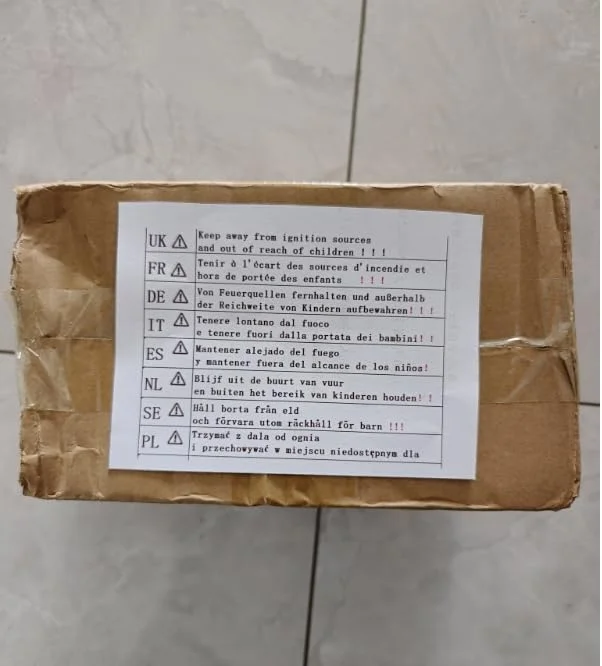 UK ⚠ Keep away from ignition sources
and out of reach of children ! ! !
FR ⚠ Tenir ò l'écart des sources d'incendie et
hors de portée des enfants ! ! !
DE ⚠ Von Feuerquellen fernhalten und außerhalb
der Reichweite von Kindern aufbewahren! ! !
IT ⚠ Tenere lontano dal fuoco
e tenere fuori dalla portata dei bambini! !
ES ⚠ Mantener alejado del fuego
y mantener fuera del alcance de los niños!
NL ⚠ Blijf uit de buurt van vuur
en buiten het bereik van kinderen houden! !
SE ⚠ Håll borta från eld
och förvara utom räckhåll för barn !!!
PL ⚠ Trzymać z dala od ognia
i przechowywać w miejscu niedostępnym dla